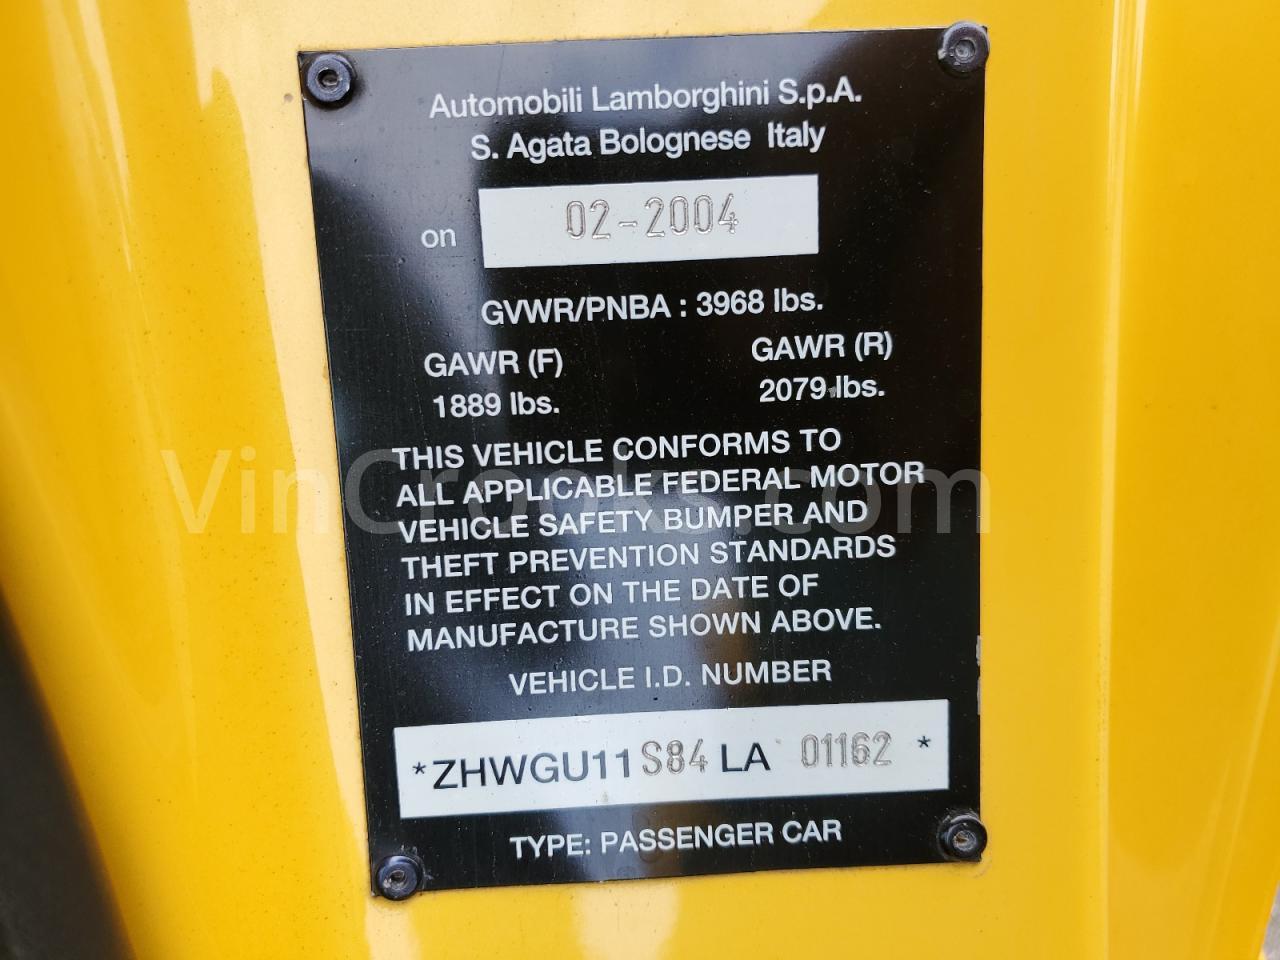 Automobili Lamborghini S.p.A.
S. Agata Bolognese Italy
on 02-2004
GVWR/PNBA : 3968 lbs.
GAWR (F) GAWR (R)
1889 lbs. 2079 lbs.
THIS VEHICLE CONFORMS TO
ALL APPLICABLE FEDERAL MOTOR
VEHICLE SAFETY BUMPER AND
THEFT PREVENTION STANDARDS
IN EFFECT ON THE DATE OF
MANUFACTURE SHOWN ABOVE.
VEHICLE I.D. NUMBER
*ZHWGU11S84LA 01162 *
TYPE: PASSENGER CAR
VinCrooks.com